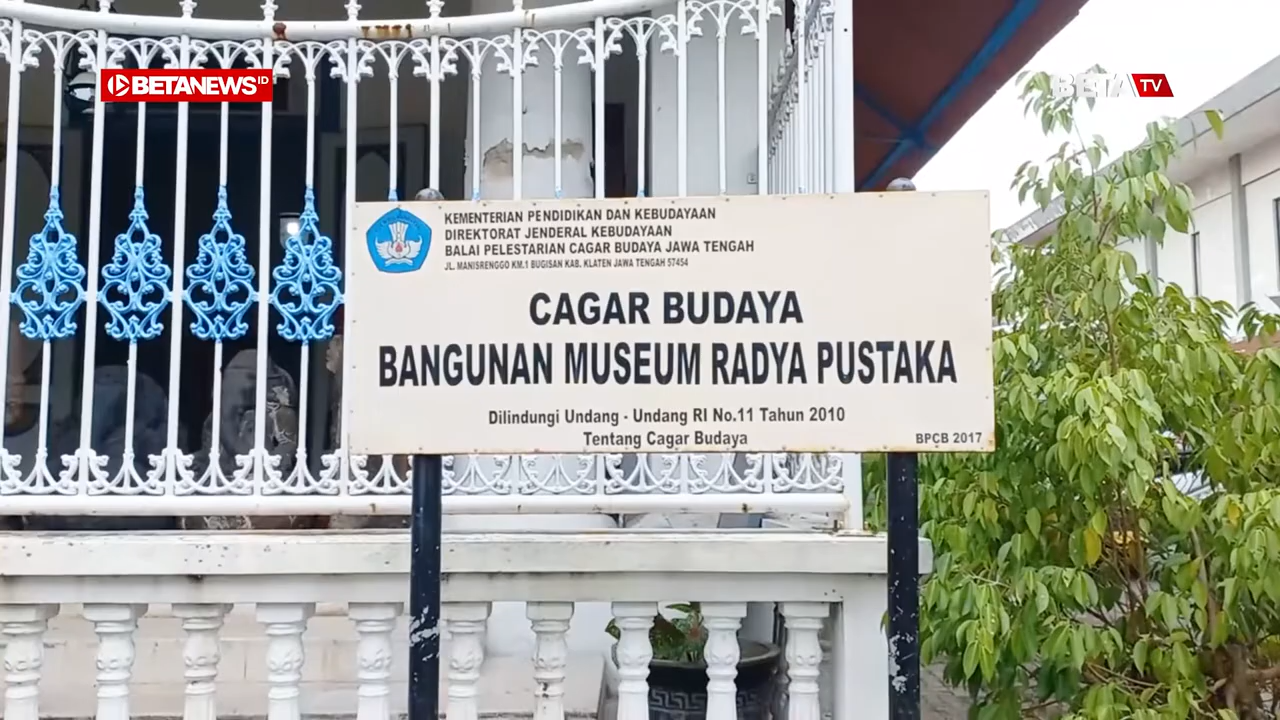 BETANEWS ID
BETA TV
KEMENTERIAN PENDIDIKAN DAN KEBUDAYAAN
DIREKTORAT JENDERAL KEBUDAYAAN
BALAI PELESTARIAN CAGAR BUDAYA JAWA TENGAH
JL. MANISRENGGO KM.1 BUGISAN KAB. KLATEN JAWA TENGAH 57454
CAGAR BUDAYA
BANGUNAN MUSEUM RADYA PUSTAKA
Dilindungi Undang - Undang RI No.11 Tahun 2010
Tentang Cagar Budaya
BPCB 2017